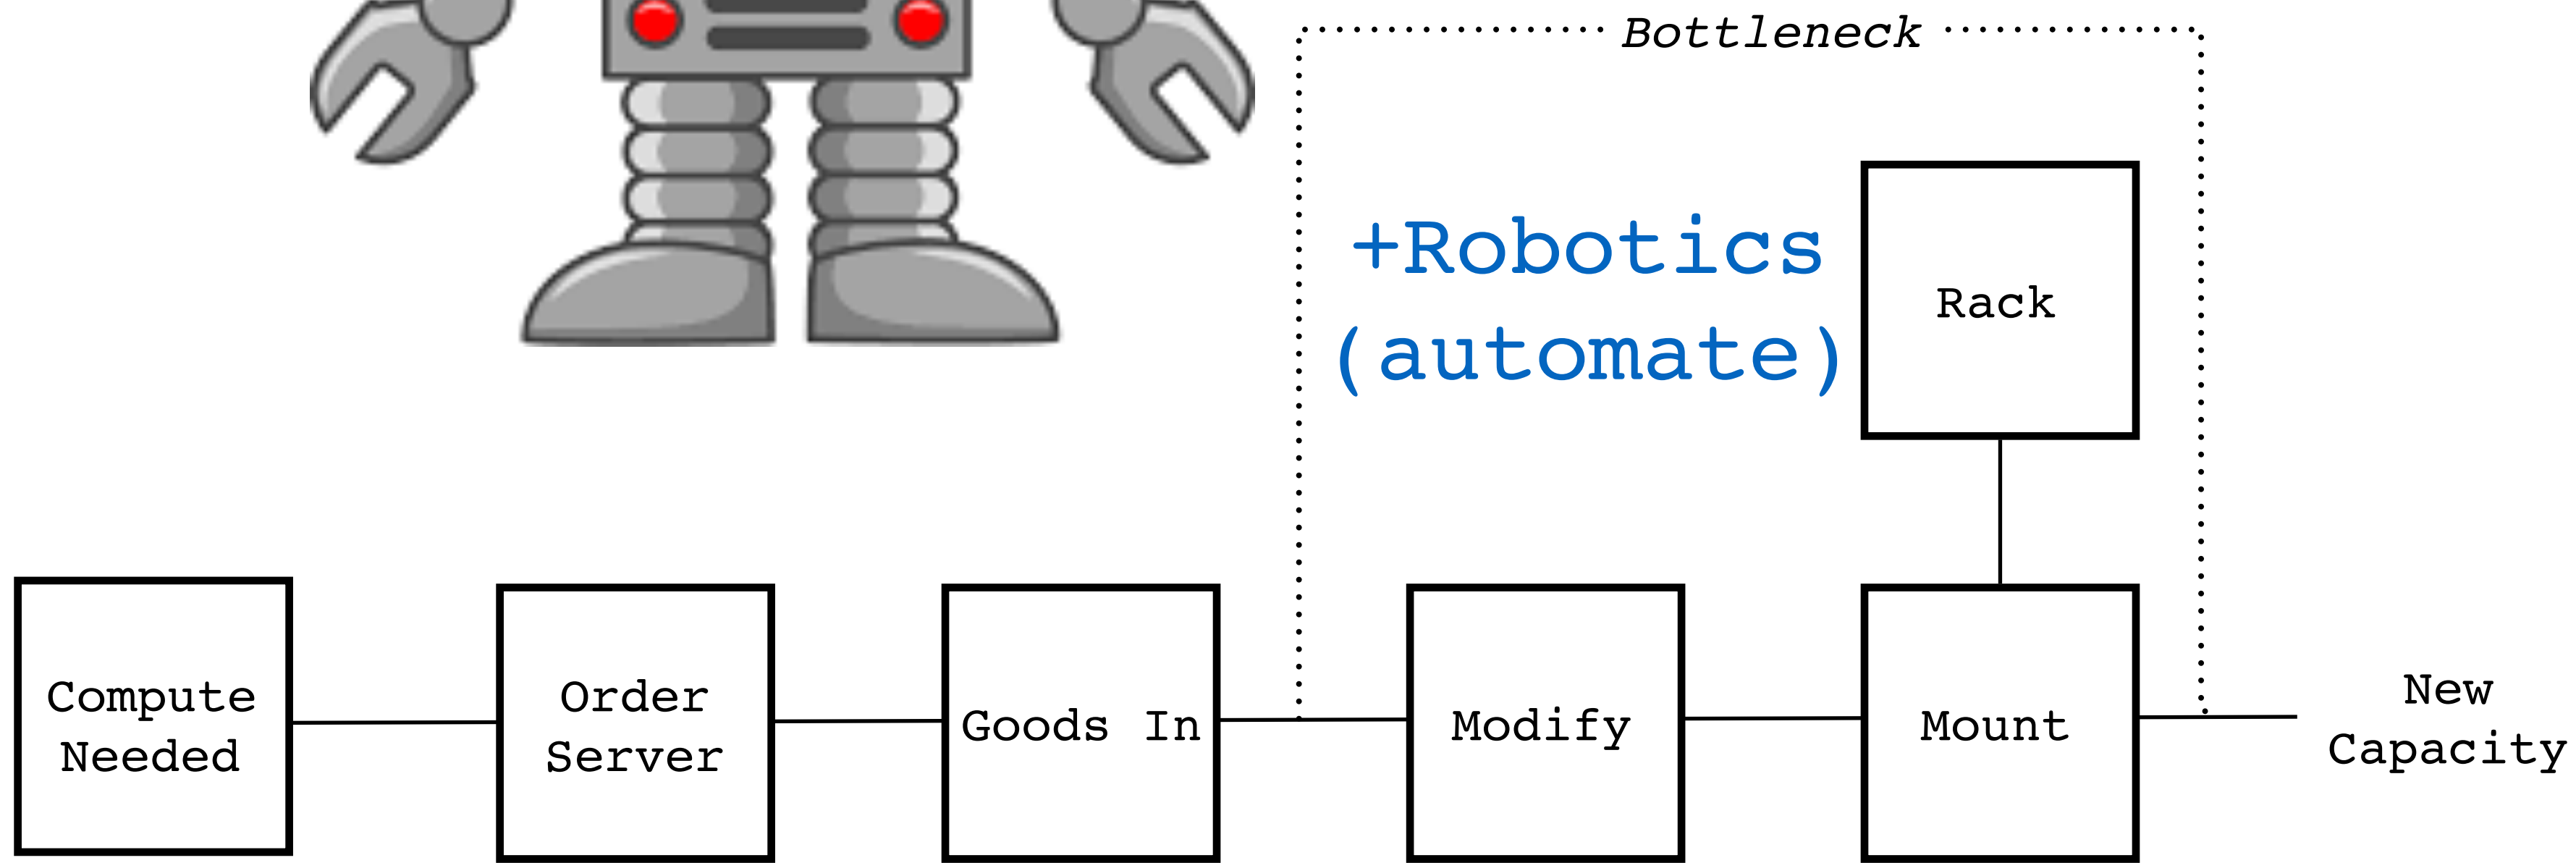 Bottleneck
+Robotics
(automate)
Rack
Compute
Needed
Order
Server
Goods In
Modify
Mount
New
Capacity